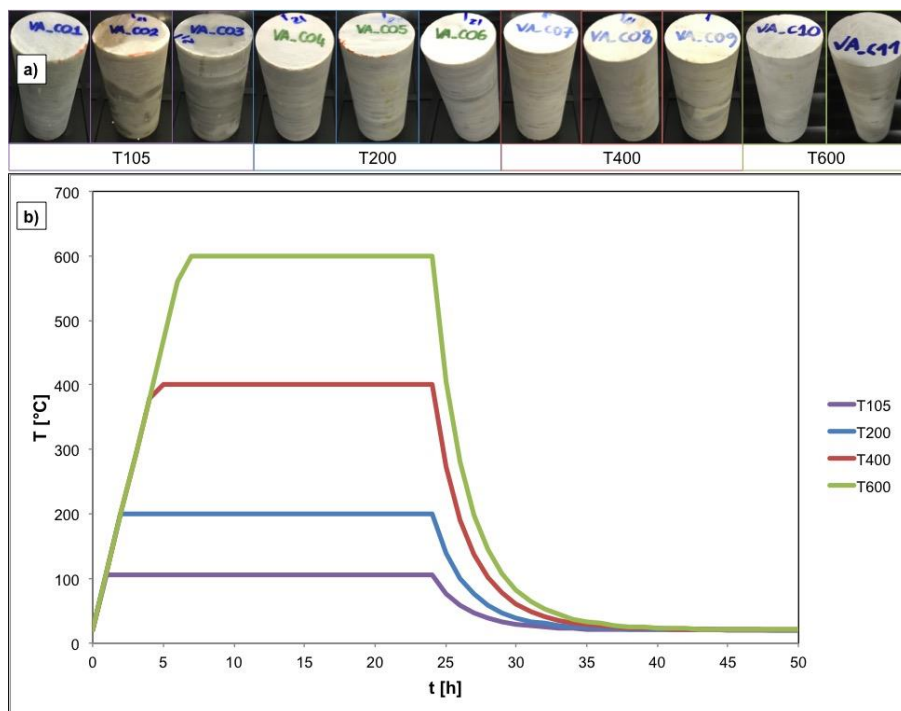 VA_C01 VA_C02 VA_C03 VA_C04 VA_C05 VA_C06 VA_C07 VA_C08 VA_C09 VA_C10 VA_C11
a)
T105 T200 T400 T600
b)
700
600
500
400
300
200
100
0
T [°C]
0 5 10 15 20 25 30 35 40 45 50
t [h]
T105
T200
T400
T600